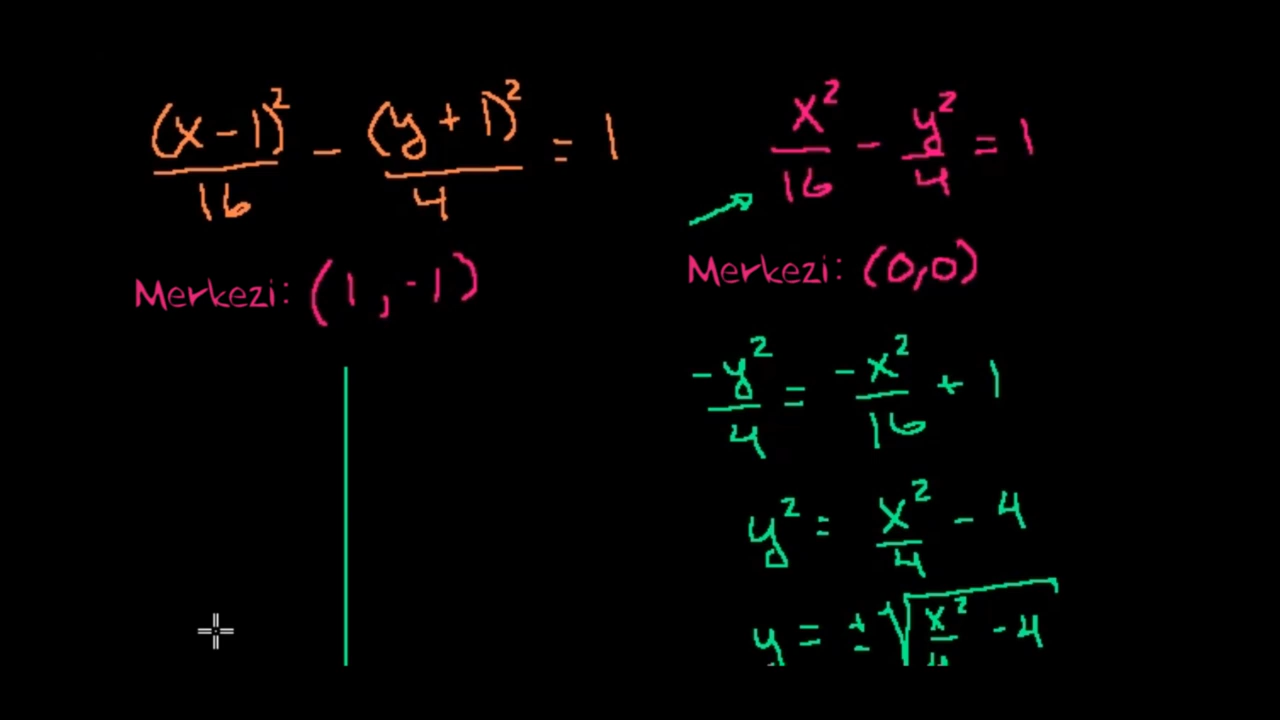 (x-1)²/16 - (y+1)²/4 = 1
Merkezi: (1, -1)
x²/16 - y²/4 = 1
Merkezi: (0,0)
-y²/4 = -x²/16 + 1
y² = x²/4 - 4
y = ±√(x²/4 - 4)